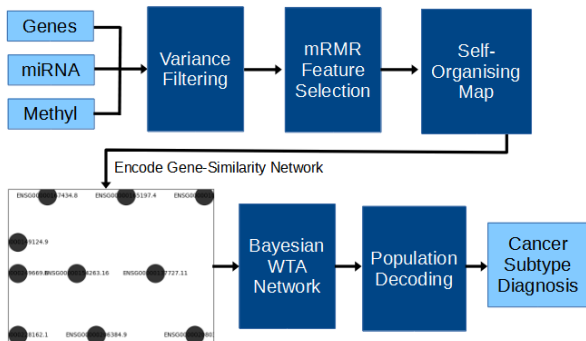 Genes
miRNA
Methyl
Variance
Filtering
mRMR
Feature
Selection
Self-
Organising
Map
Encode Gene-Similarity Network
Bayesian
WTA
Network
Population
Decoding
Cancer
Subtype
Diagnosis